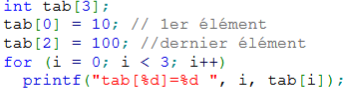 int tab[3];
tab[0] = 10; // 1er élément
tab[2] = 100; //dernier élément
for (i = 0; i < 3; i++)
printf("tab[%d]=%d ", i, tab[i]);